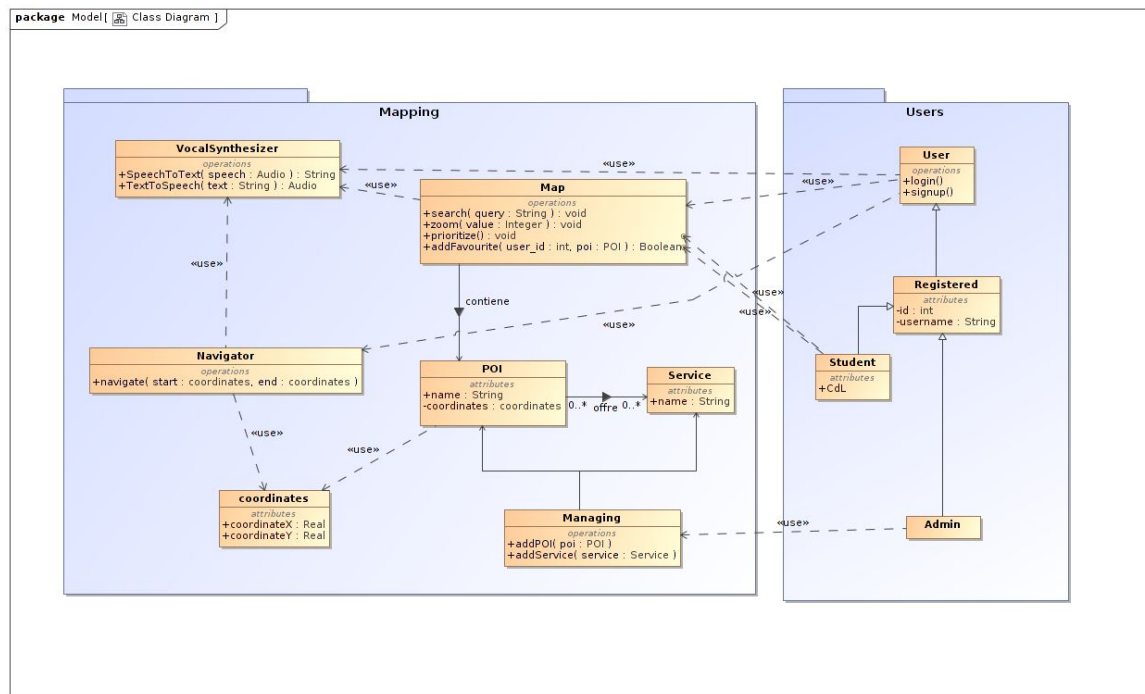 package Model[ Class Diagram ]
Mapping
Users
VocalSynthesizer
operations
+SpeechToText( speech : Audio ) : String
+TextToSpeech( text : String ) : Audio
«use»
«use»
«use»
User
operations
+login()
+signup()
Map
operations
+search( query : String ) : void
+zoom( value : Integer ) : void
+prioritize() : void
+addFavourite( user_id : int, poi : POI ) : Boolean
«use»
«use»
«use»
Registered
attributes
-id : int
-username : String
contiene
«use»
Navigator
operations
+navigate( start : coordinates, end : coordinates )
POI
attributes
+name : String
-coordinates : coordinates
0..* offre 0..*
Service
attributes
+name : String
Student
attributes
+CdL
«use»
«use»
coordinates
attributes
+coordinateX : Real
+coordinateY : Real
Managing
operations
+addPOI( poi : POI )
+addService( service : Service )
«use»
Admin